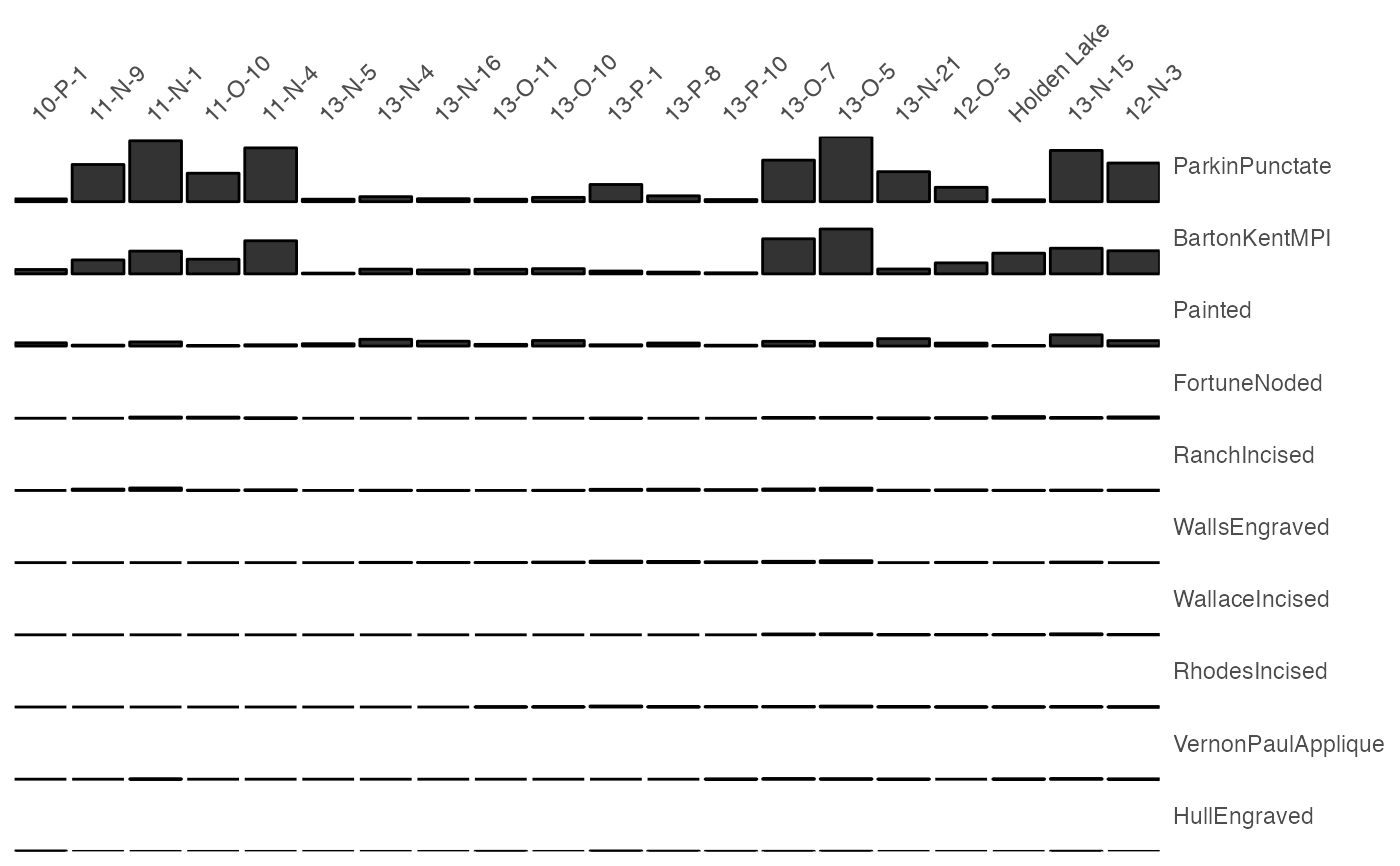 10-P-1
11-N-9
11-N-1
11-O-10
11-N-4
13-N-5
13-N-4
13-N-16
13-O-11
13-O-10
13-P-1
13-P-8
13-P-10
13-O-7
13-O-5
13-N-21
12-O-5
Holden Lake
13-N-15
12-N-3
ParkinPunctate
BartonKentMPI
Painted
FortuneNoded
RanchIncised
WallsEngraved
WallaceIncised
RhodesIncised
VernonPaulApplique
HullEngraved